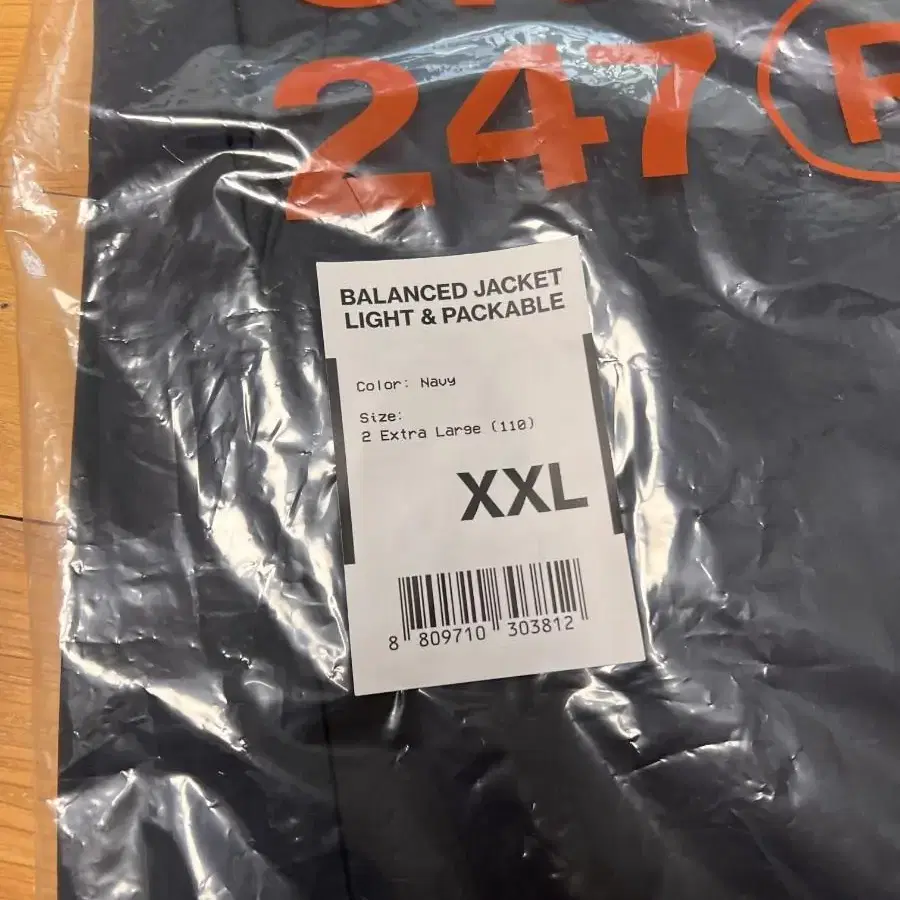 247 R
BALANCED JACKET
LIGHT & PACKABLE
Color: Navy
Size:
2 Extra Large (110)
XXL
8 809710 303812